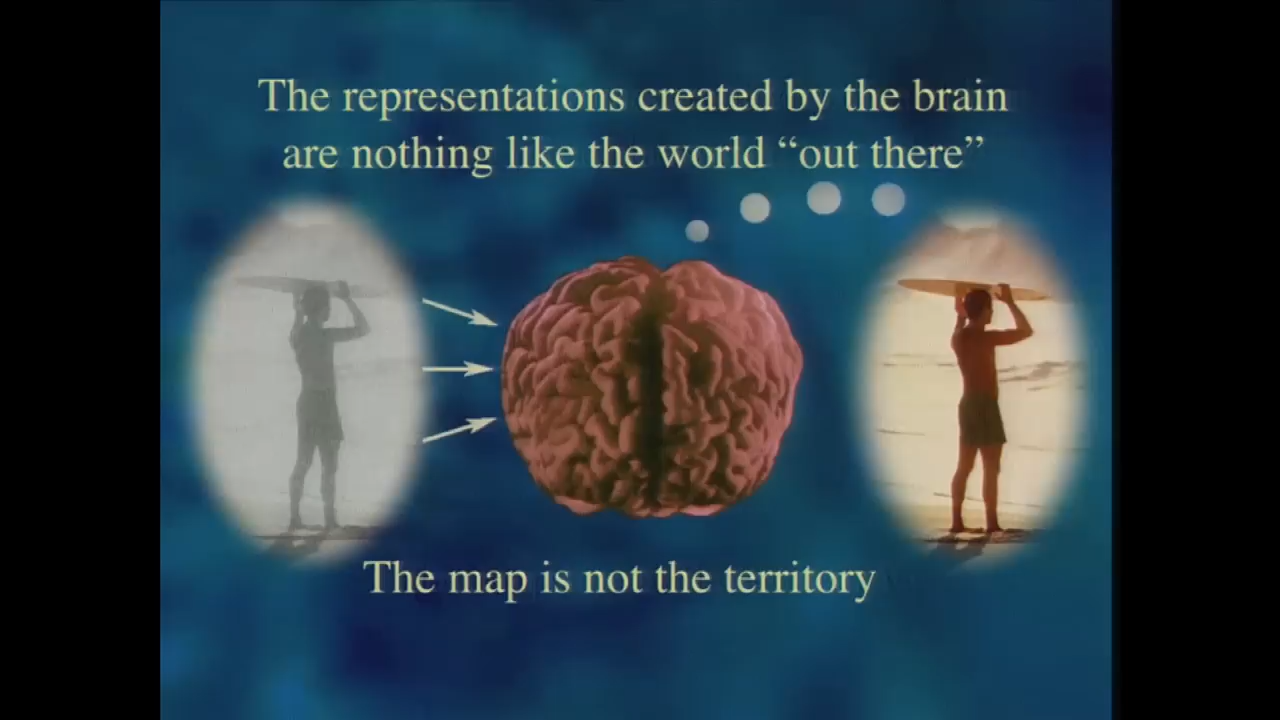 The representations created by the brain
are nothing like the world “out there”
The map is not the territory